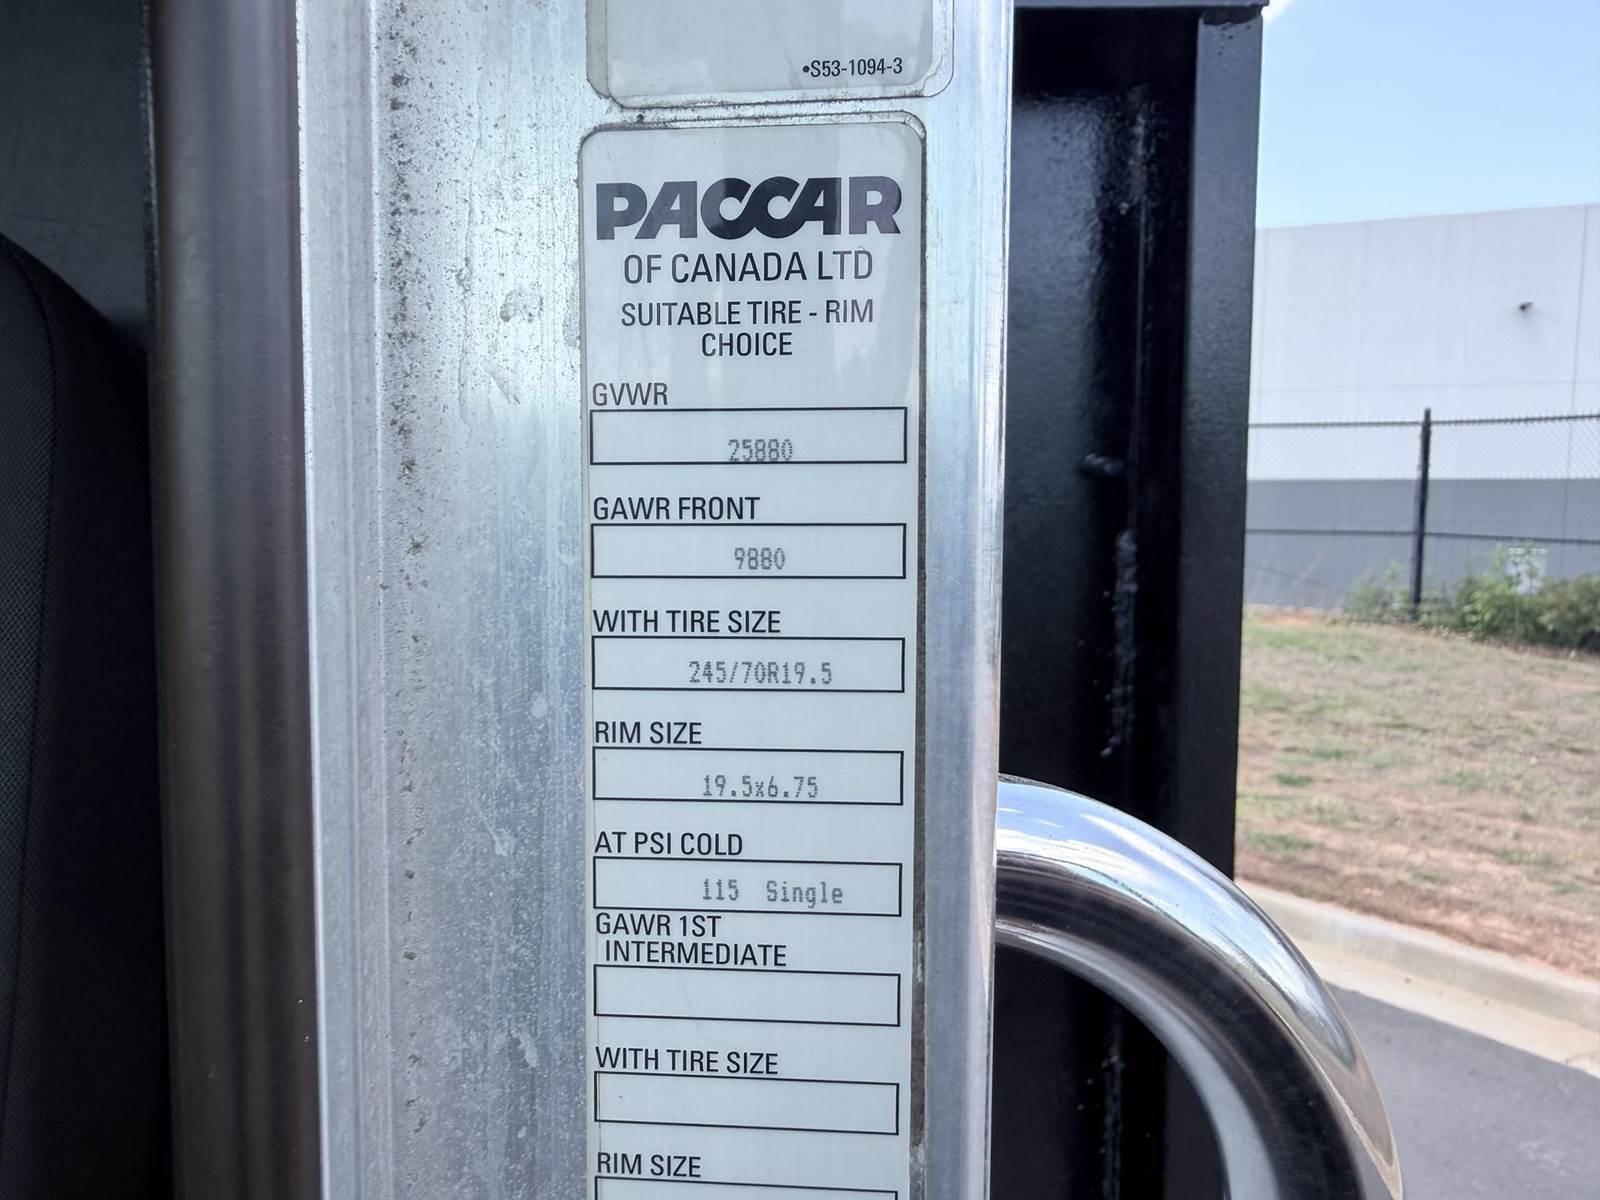 •S53-1094-3
PACCAR
OF CANADA LTD
SUITABLE TIRE - RIM
CHOICE
GVWR
25880
GAWR FRONT
9880
WITH TIRE SIZE
245/70R19.5
RIM SIZE
19.5x6.75
AT PSI COLD
115 Single
GAWR 1ST
INTERMEDIATE
WITH TIRE SIZE
RIM SIZE